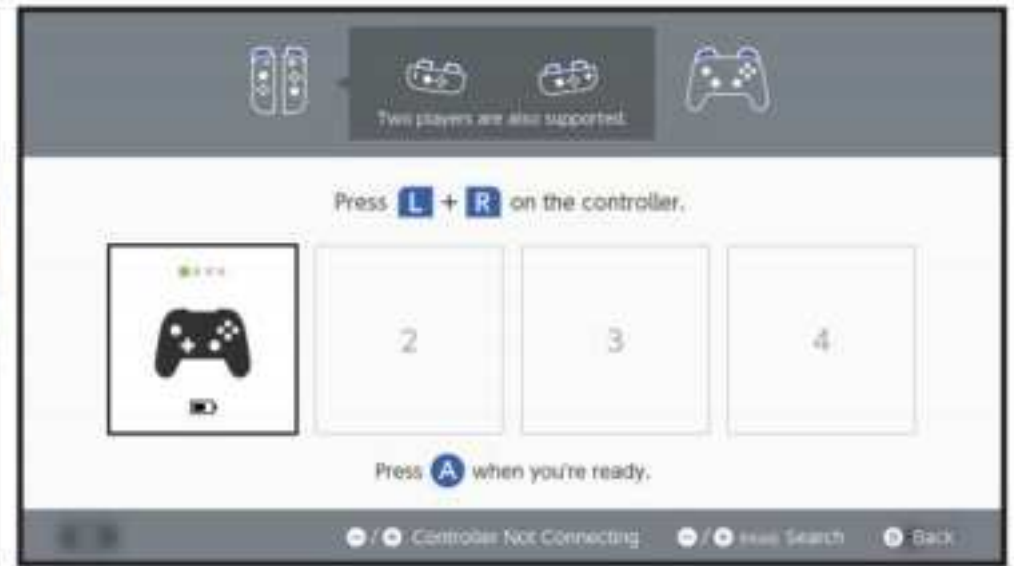 Two players are also supported.
Press L + R on the controller.
2
3
4
Press A when you're ready.
/ Controller Not Connecting
/ Search
Back